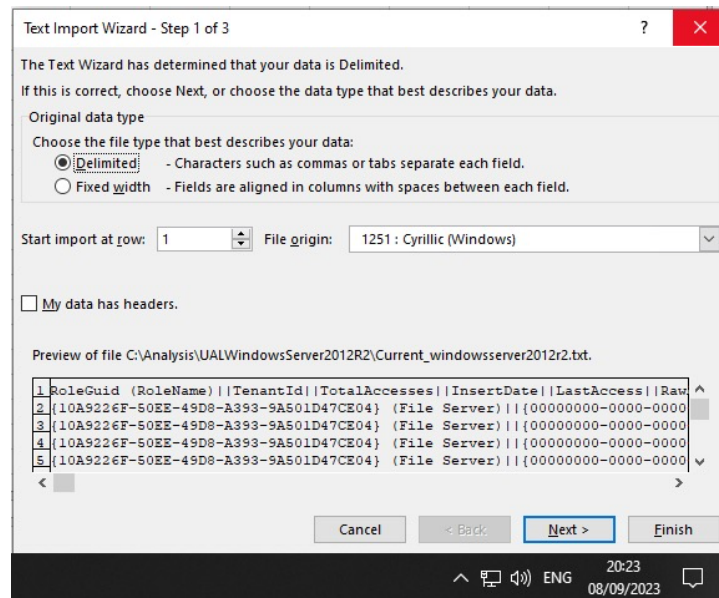 Text Import Wizard - Step 1 of 3
?
The Text Wizard has determined that your data is Delimited.
If this is correct, choose Next, or choose the data type that best describes your data.
Original data type
Choose the file type that best describes your data:
Delimited - Characters such as commas or tabs separate each field.
Fixed width - Fields are aligned in columns with spaces between each field.
Start import at row: 1 File origin: 1251 : Cyrillic (Windows)
My data has headers.
Preview of file C:\Analysis\UALWindowsServer2012R2\Current_windowsserver2012r2.txt.
1 RoleGuid (RoleName)||TenantId||TotalAccesses||InsertDate||LastAccess||Raw
2 {10A9226F-50EE-49D8-A393-9A501D47CE04} (File Server)||{00000000-0000-0000
3 {10A9226F-50EE-49D8-A393-9A501D47CE04} (File Server)||{00000000-0000-0000
4 {10A9226F-50EE-49D8-A393-9A501D47CE04} (File Server)||{00000000-0000-0000
5 {10A9226F-50EE-49D8-A393-9A501D47CE04} (File Server)||{00000000-0000-0000
Cancel < Back Next > Finish
ENG 20:23
08/09/2023